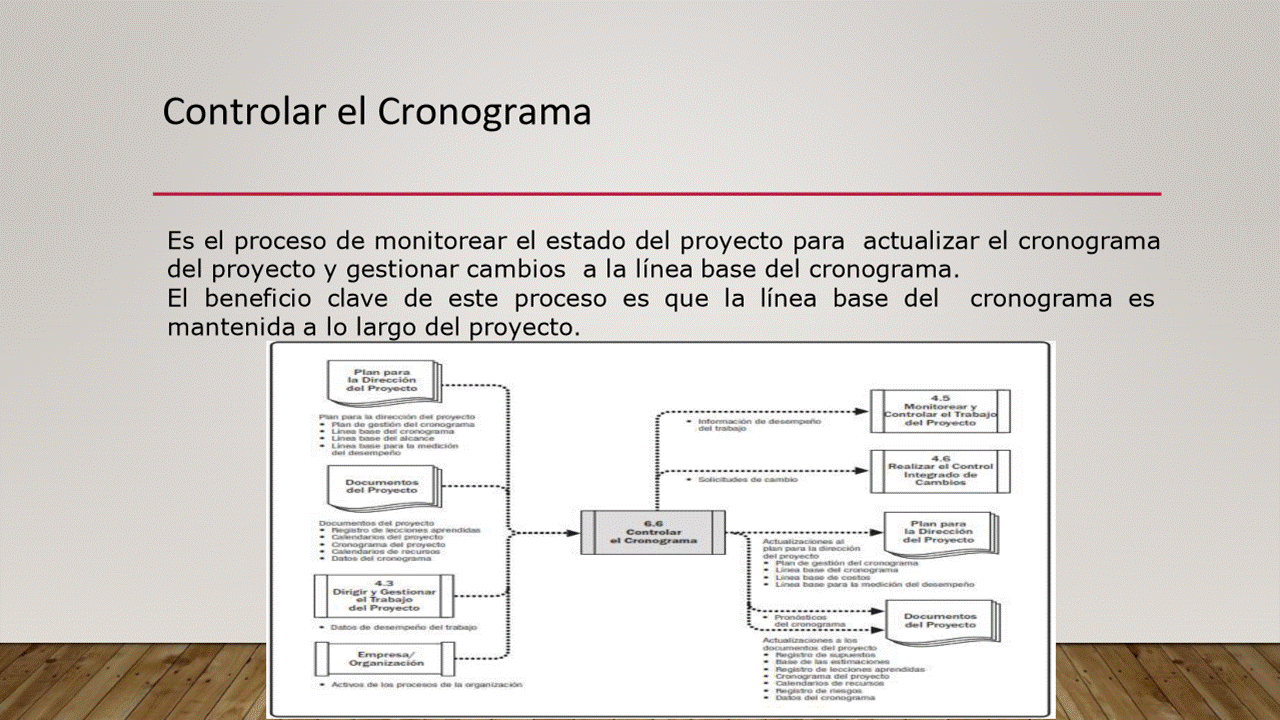 Controlar el Cronograma
Es el proceso de monitorear el estado del proyecto para actualizar el cronograma
del proyecto y gestionar cambios a la línea base del cronograma.
El beneficio clave de este proceso es que la línea base del cronograma es
mantenida a lo largo del proyecto.
Plan para
la Dirección
del Proyecto
Plan para la dirección del proyecto
• Plan de gestión del cronograma
• Línea base del cronograma
• Línea base del alcance
• Línea base para la medición
del desempeño
Documentos
del Proyecto
Documentos del proyecto
• Registro de lecciones aprendidas
• Calendarios del proyecto
• Cronograma del proyecto
• Calendarios de recursos
• Datos del cronograma
4.3
Dirigir y Gestionar
el Trabajo
del Proyecto
• Datos de desempeño del trabajo
Empresa/
Organización
• Activos de los procesos de la organización
6.6
Controlar
el Cronograma
• Información de desempeño
del trabajo
• Solicitudes de cambio
4.5
Monitorear y
Controlar el Trabajo
del Proyecto
4.6
Realizar el Control
Integrado de
Cambios
Plan para
la Dirección
del Proyecto
Actualizaciones al
plan para la dirección
del proyecto
• Plan de gestión del cronograma
• Línea base del cronograma
• Línea base de costos
• Línea base para la medición del desempeño
• Pronósticos
del cronograma
Documentos
del Proyecto
Actualizaciones a los
documentos del proyecto
• Registro de supuestos
• Base de las estimaciones
• Registro de lecciones aprendidas
• Cronograma del proyecto
• Calendarios de recursos
• Registro de riesgos
• Datos del cronograma